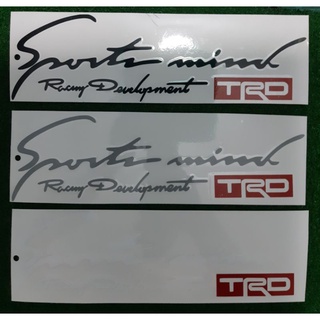 Sports mind
Racing Development TRD
Sports mind
Racing Development TRD
TRD